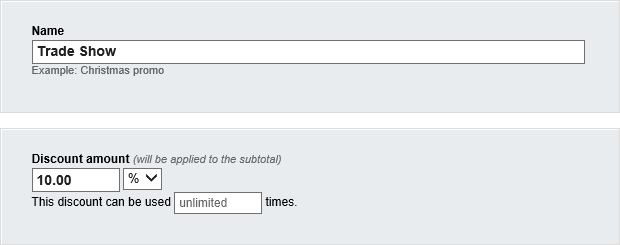 Name
Trade Show
Example: Christmas promo
Discount amount (will be applied to the subtotal)
10.00 %
This discount can be used unlimited times.